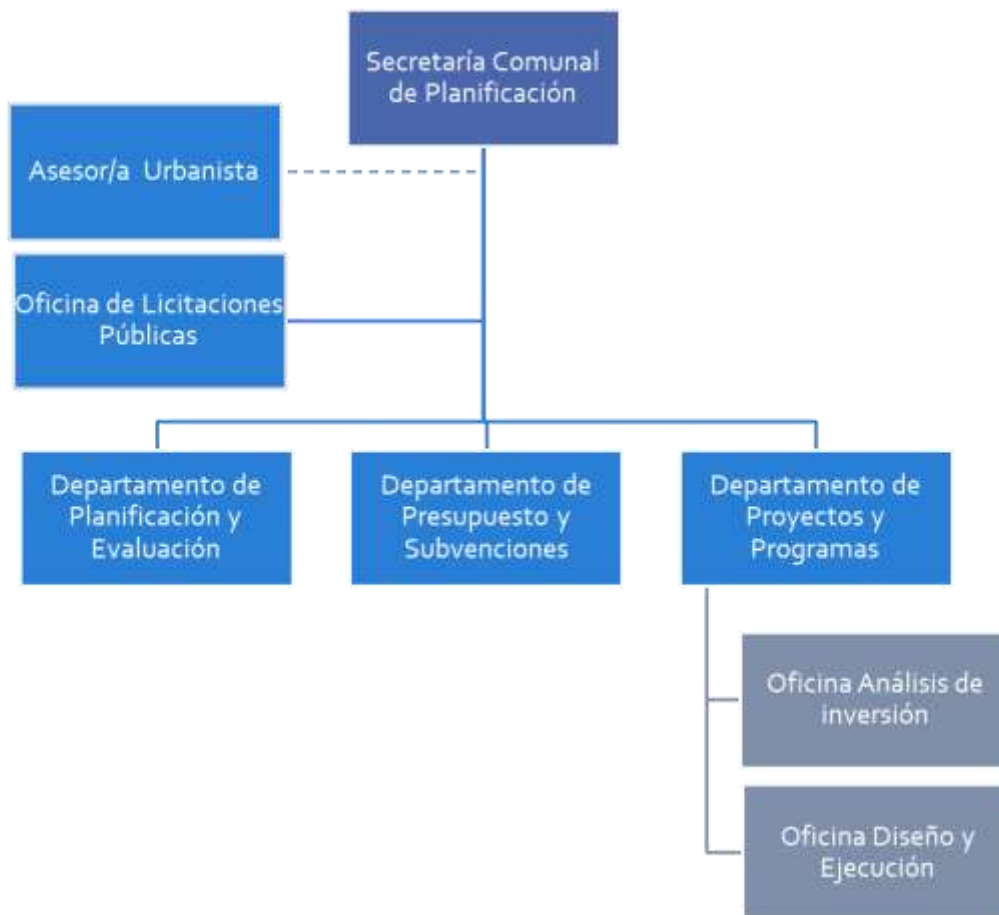 Secretaría Comunal
de Planificación
Asesor/a Urbanista
Oficina de Licitaciones
Públicas
Departamento de
Planificación y
Evaluación
Departamento de
Presupuesto y
Subvenciones
Departamento de
Proyectos y
Programas
Oficina Análisis de
inversión
Oficina Diseño y
Ejecución